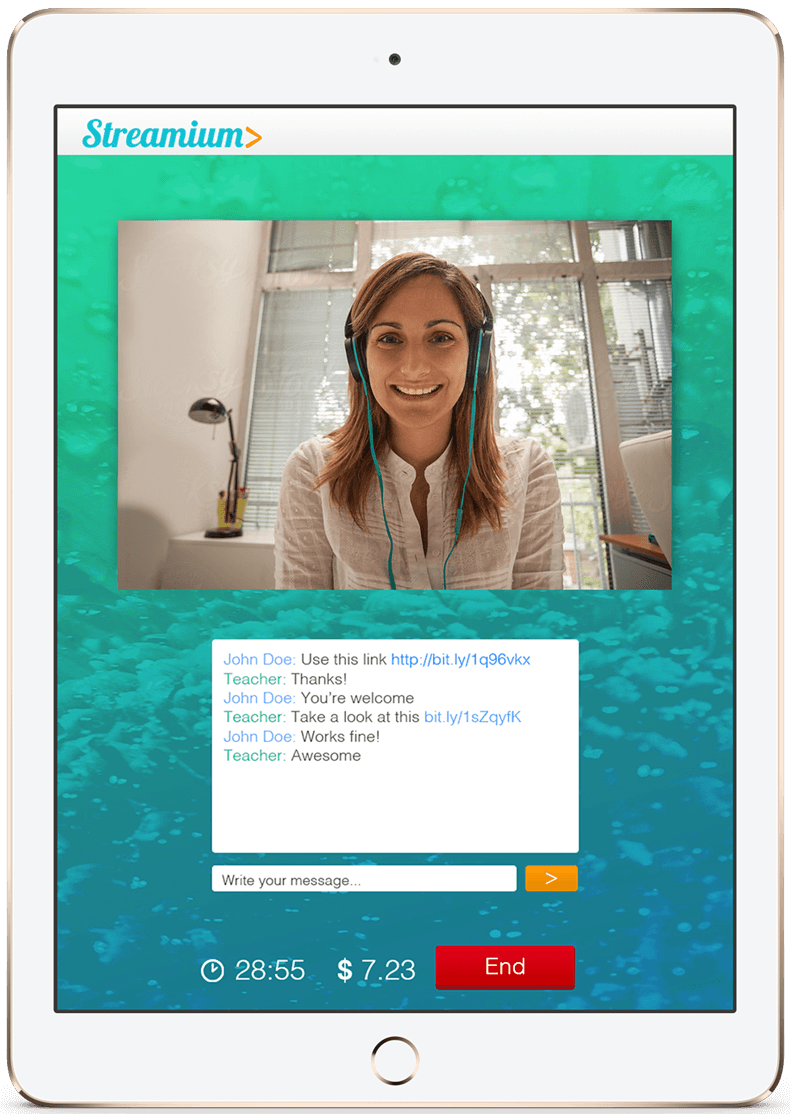 Streamium>
John Doe: Use this link http://bit.ly/1q96vkx
Teacher: Thanks!
John Doe: You're welcome
Teacher: Take a look at this bit.ly/1sZqyfK
John Doe: Works fine!
Teacher: Awesome
Write your message...
>
28:55 $ 7.23 End